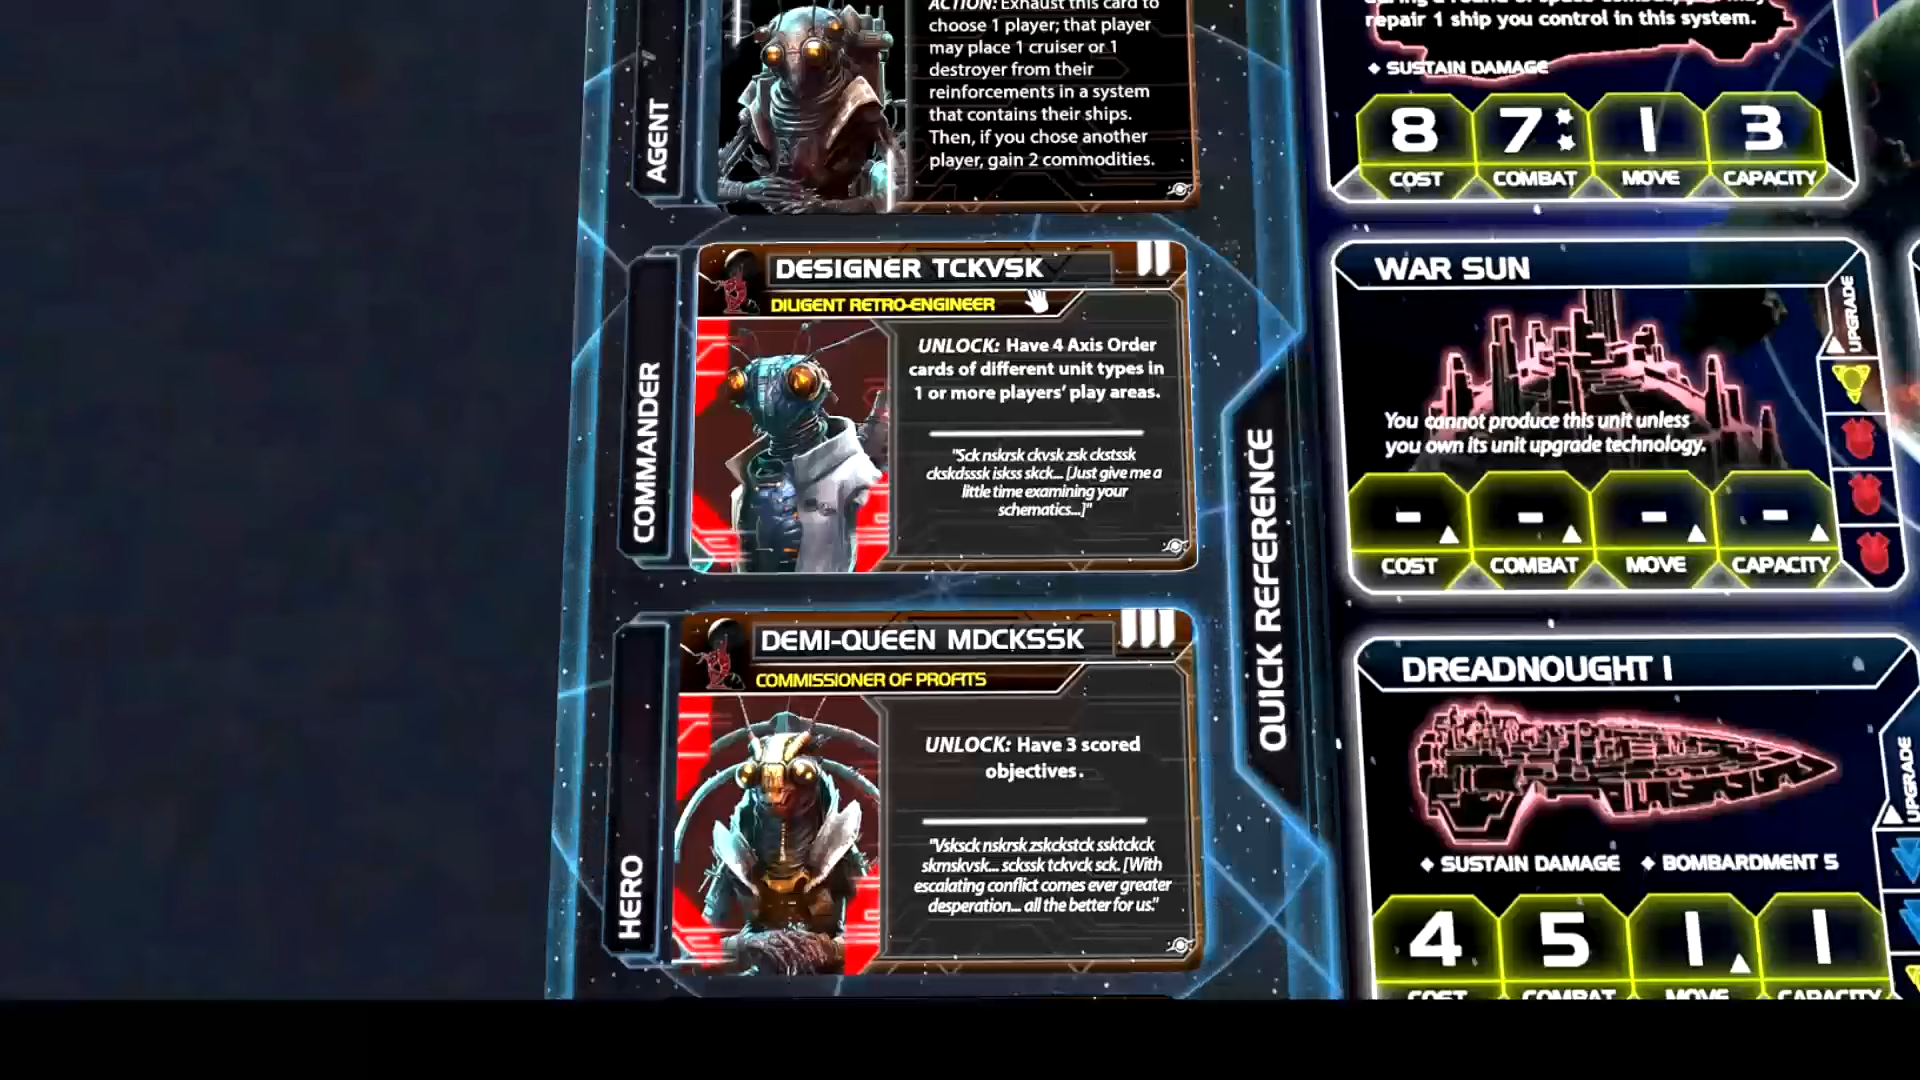 ACTION: Exhaust this card to
choose 1 player; that player
may place 1 cruiser or 1
destroyer from their
reinforcements in a system
that contains their ships.
Then, if you chose another
player, gain 2 commodities.
AGENT
DESIGNER TCKVSK
II
DILIGENT RETRO-ENGINEER
UNLOCK: Have 4 Axis Order
cards of different unit types in
1 or more players' play areas.
"Sck nskrsk ckvsk zsk ckstssk
ckskdsssk iskss skck... [Just give me a
little time examining your
schematics...]"
COMMANDER
DEMI-QUEEN MDCKSSK
III
COMMISSIONER OF PROFITS
UNLOCK: Have 3 scored
objectives.
"Vsksck nskrsk zskckstck ssktckck
skmskvsk... sckssk tckvck sck. [With
escalating conflict comes ever greater
desperation... all the better for us."
HERO
QUICK REFERENCE
repair 1 ship you control in this system.
◆ SUSTAIN DAMAGE
8 7 1 3
COST COMBAT MOVE CAPACITY
WAR SUN
UPGRADE
You cannot produce this unit unless
you own its unit upgrade technology.
- - - -
COST COMBAT MOVE CAPACITY
DREADNOUGHT I
UPGRADE
◆ SUSTAIN DAMAGE ◆ BOMBARDMENT 5
4 5 1 1
COST COMBAT MOVE CAPACITY